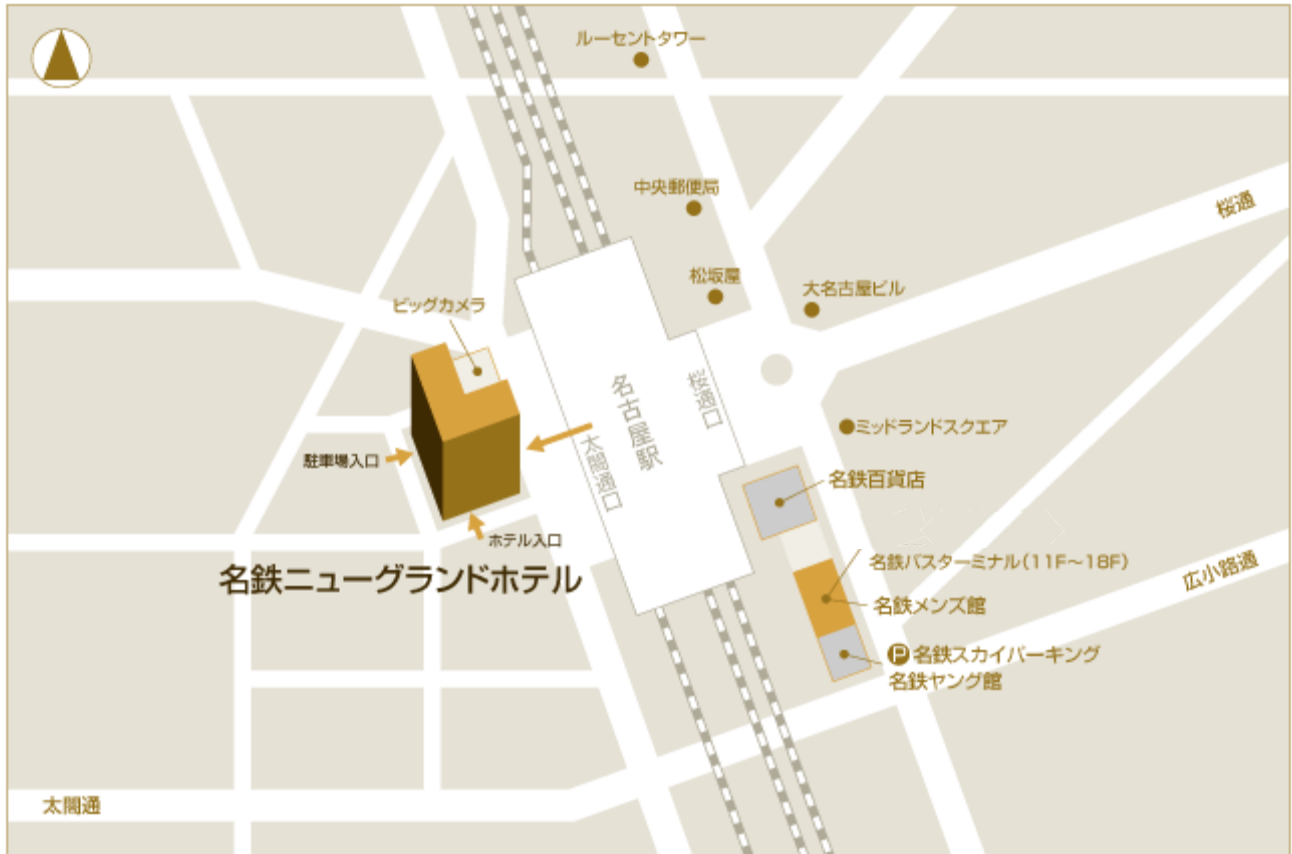 ルーセントタワー
中央郵便局
桜通
松坂屋
大名古屋ビル
ビッグカメラ
名古屋駅
桜通口
太閤通口
ミッドランドスクエア
駐車場入口
名鉄百貨店
ホテル入口
名鉄ニューグランドホテル
名鉄バスターミナル(11F〜18F)
広小路通
名鉄メンズ館
P 名鉄スカイパーキング
名鉄ヤング館
太閤通